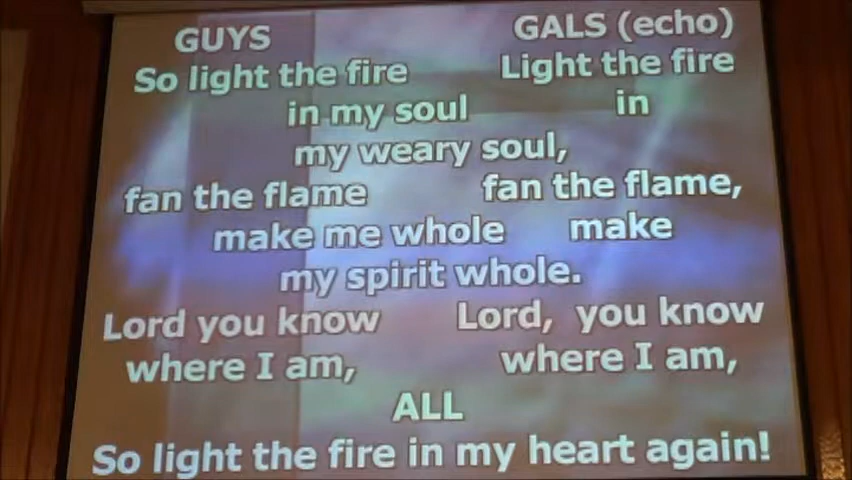 GUYS GALS (echo)
So light the fire Light the fire
in my soul in
my weary soul,
fan the flame fan the flame,
make me whole make
my spirit whole.
Lord you know Lord, you know
where I am, where I am,
ALL
So light the fire in my heart again!